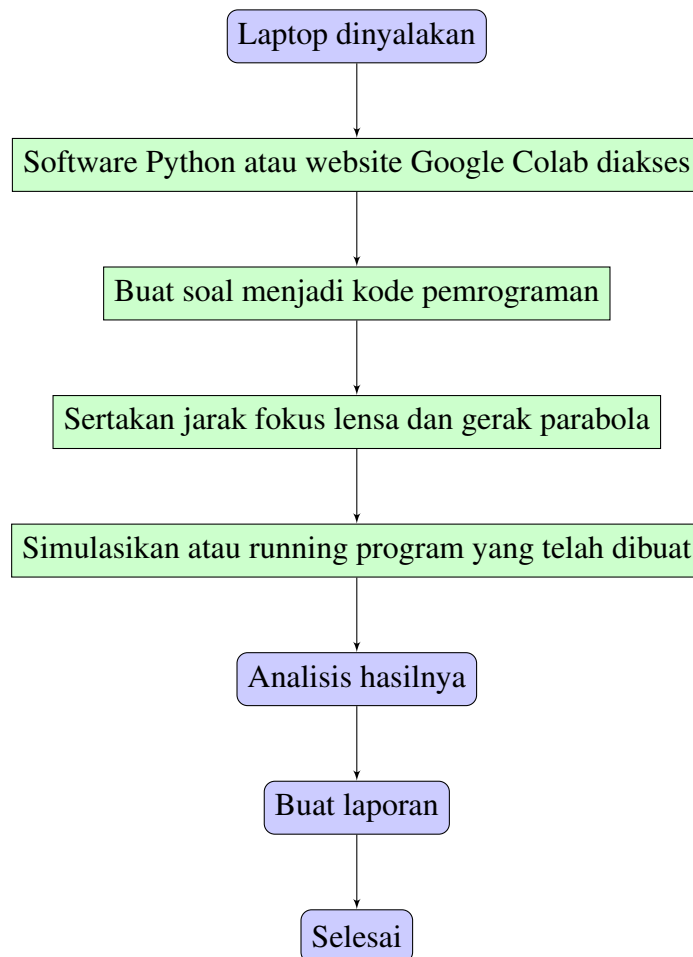 Laptop dinyalakan
Software Python atau website Google Colab diakses
Buat soal menjadi kode pemrograman
Sertakan jarak fokus lensa dan gerak parabola
Simulasikan atau running program yang telah dibuat
Analisis hasilnya
Buat laporan
Selesai